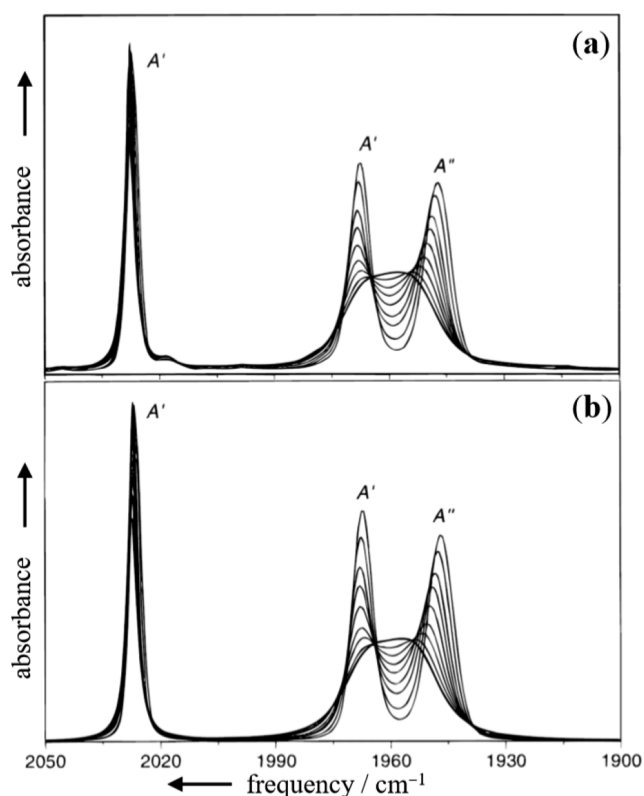 (a)
A'
A'
A"
absorbance
(b)
A'
A'
A"
absorbance
2050 2020 1990 1960 1930 1900
frequency / cm⁻¹